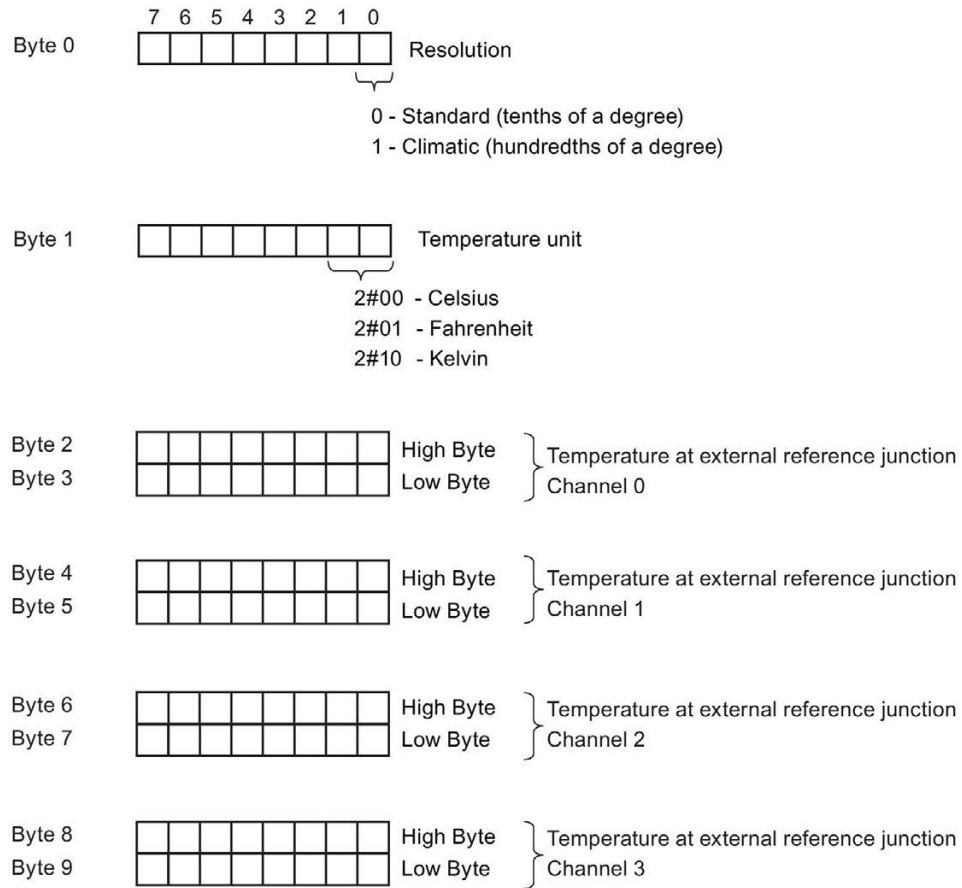 7 6 5 4 3 2 1 0
Byte 0 Resolution
0 - Standard (tenths of a degree)
1 - Climatic (hundredths of a degree)
Byte 1 Temperature unit
2#00 - Celsius
2#01 - Fahrenheit
2#10 - Kelvin
Byte 2 High Byte Temperature at external reference junction
Byte 3 Low Byte Channel 0
Byte 4 High Byte Temperature at external reference junction
Byte 5 Low Byte Channel 1
Byte 6 High Byte Temperature at external reference junction
Byte 7 Low Byte Channel 2
Byte 8 High Byte Temperature at external reference junction
Byte 9 Low Byte Channel 3